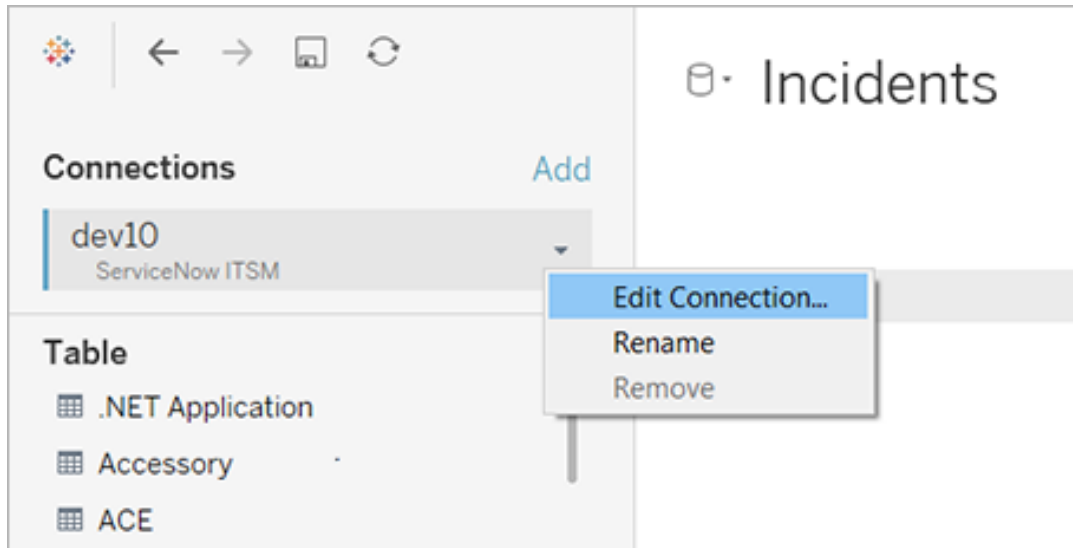 Incidents
Connections
Add
dev10
ServiceNow ITSM
Edit Connection...
Rename
Remove
Table
.NET Application
Accessory
ACE